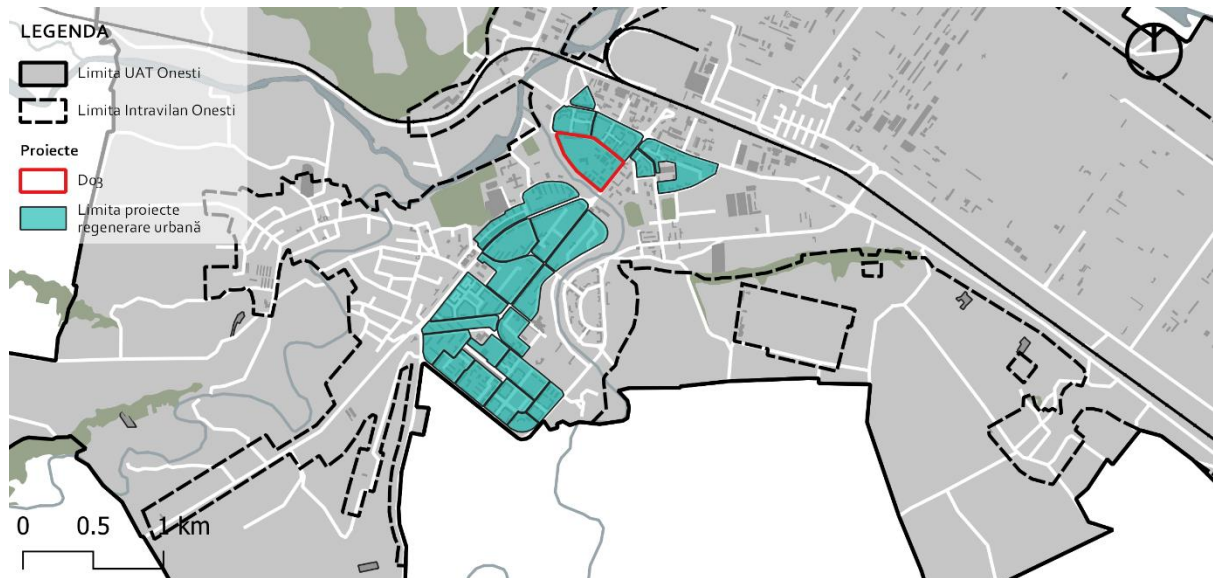 LEGENDA
Limita UAT Onesti
Limita Intravilan Onesti
Proiecte
D03
Limita proiecte
regenerare urbană
0 0.5 1 km